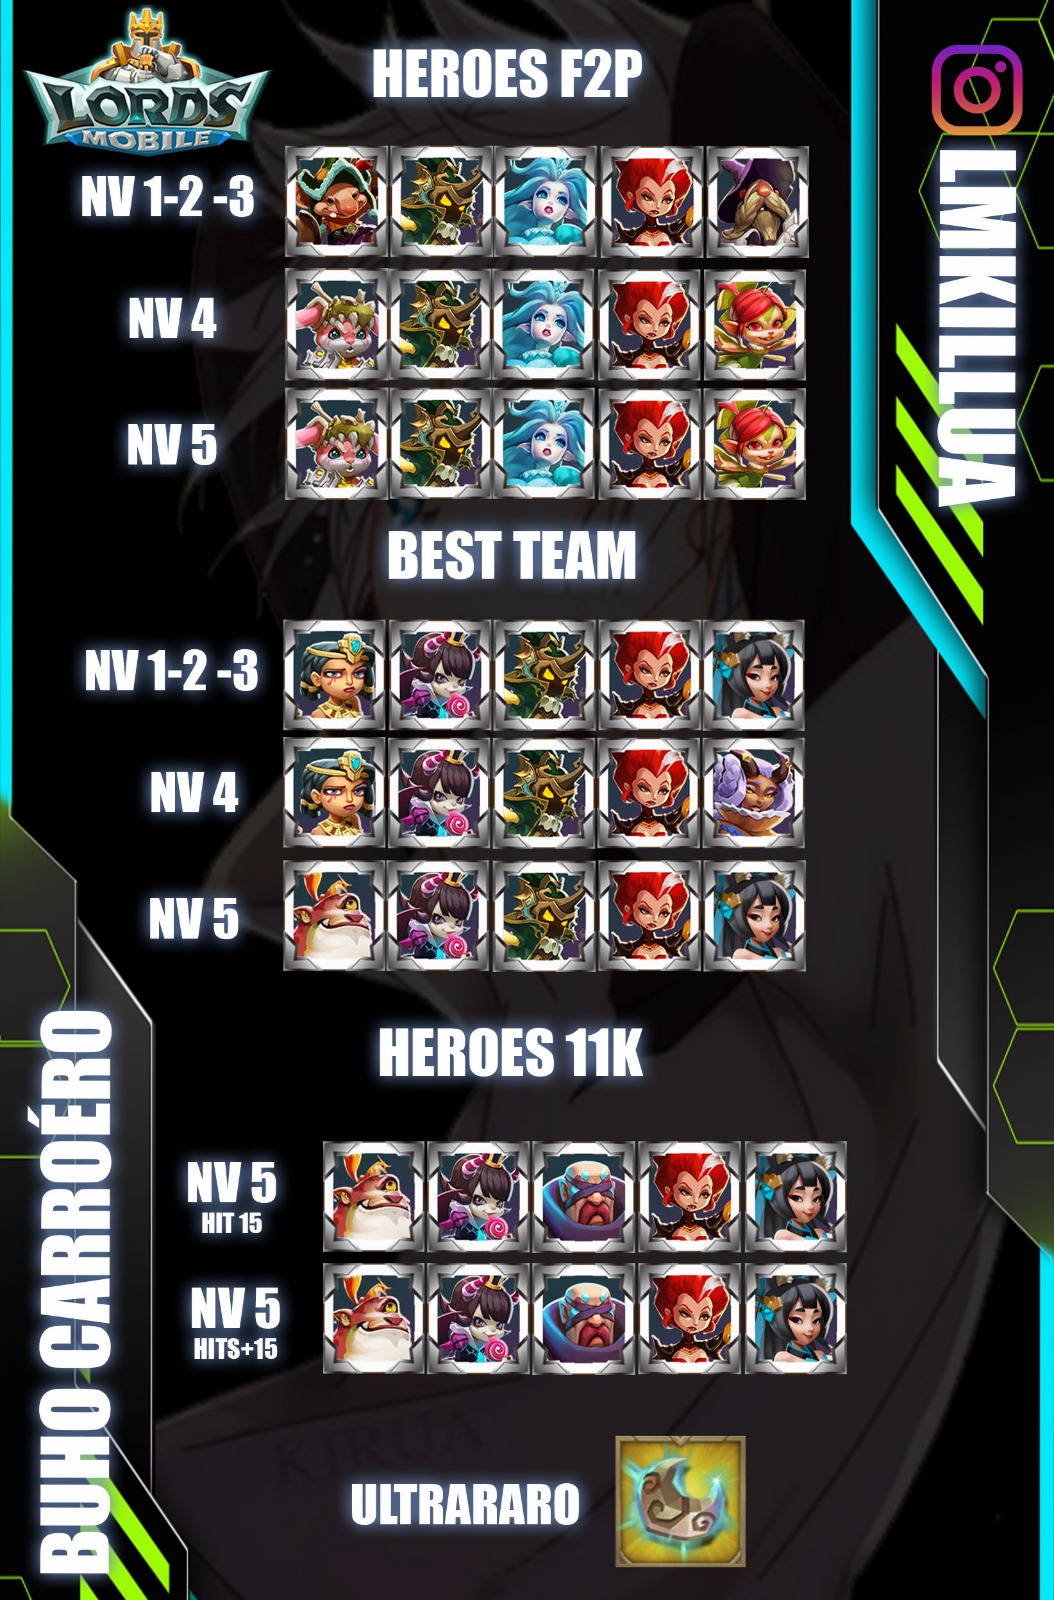 LORDS
MOBILE
HEROES F2P
NV 1-2 -3
NV 4
NV 5
BEST TEAM
NV 1-2 -3
NV 4
NV 5
HEROES 11K
NV 5
HIT 15
NV 5
HITS+15
KIRUA
ULTRARARO
LMKILLUA
BUHO CARROÉRO